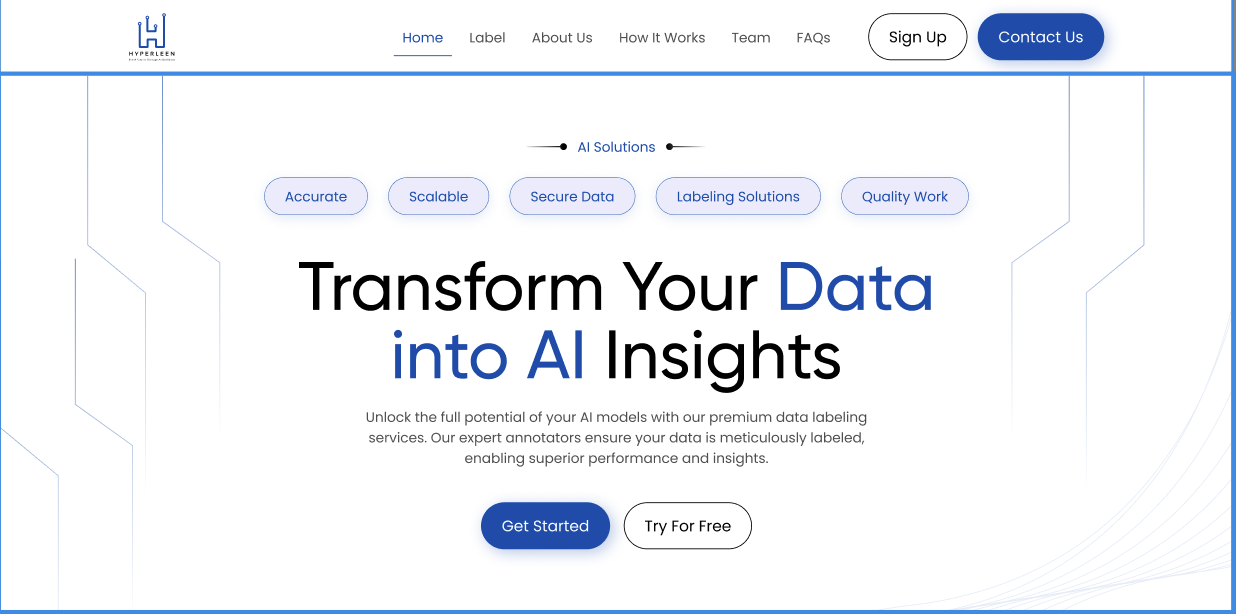 HYPERLEEN
Home
Label
About Us
How It Works
Team
FAQs
Sign Up
Contact Us
AI Solutions
Accurate
Scalable
Secure Data
Labeling Solutions
Quality Work
Transform Your Data
into AI Insights
Unlock the full potential of your AI models with our premium data labeling
services. Our expert annotators ensure your data is meticulously labeled,
enabling superior performance and insights.
Get Started
Try For Free